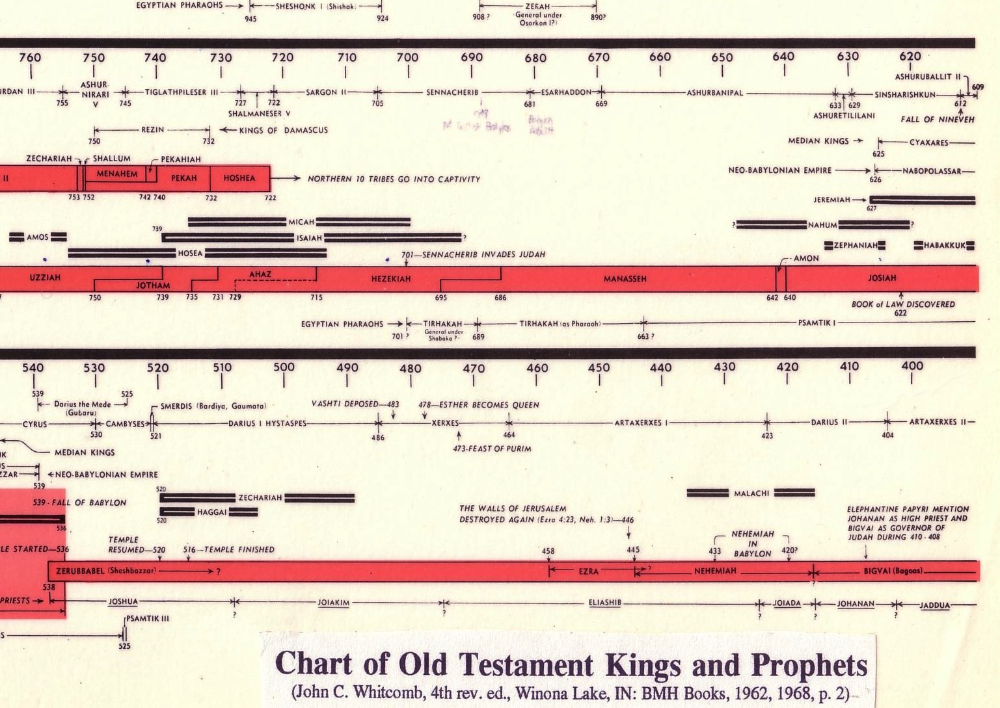 EGYPTIAN PHARAOHS SHESHONK I (Shishak) ZERAH
945 924 908? General under 890?
Osorkon I?)
760 750 740 730 720 710 700 690 680 670 660 650 640 630 620
ASHURUBALLIT II
RDAN III ASHUR TIGLATHPILESER III SARGON II SENNACHERIB ESARHADDON ASHURBANIPAL SINSHARISHKUN 609
NIRARI
755 V 745 727 722 705 681 669 633 629 612
SHALMANESER V ASHURETILILANI
FALL OF NINEVEH
REZIN KINGS OF DAMASCUS
750 732
MEDIAN KINGS CYAXARES
625
ZECHARIAH SHALLUM PEKAHIAH
NEO-BABYLONIAN EMPIRE NABOPOLASSAR
626
II MENAHEM PEKAH HOSHEA NORTHERN 10 TRIBES GO INTO CAPTIVITY
753 752 742 740 732 722
JEREMIAH
627
MICAH
NAHUM
? ?
739
AMOS ISAIAH ?
ZEPHANIAH HABAKKUK
HOSEA 701—SENNACHERIB INVADES JUDAH
AMON
UZZIAH JOTHAM AHAZ HEZEKIAH MANASSEH JOSIAH
750 739 735 731 729 715 695 686 642 640
BOOK of LAW DISCOVERED
622
EGYPTIAN PHARAOHS TIRHAKAH TIRHAKAH (as Pharaoh) PSAMTIK I
701? General under 689 663?
Shabaka ?
540 530 520 510 500 490 480 470 460 450 440 430 420 410 400
539 525
Darius the Mede SMERDIS (Bardiya, Gaumata) VASHTI DEPOSED—483 478—ESTHER BECOMES QUEEN
(Gubaru)
CYRUS CAMBYSES DARIUS I HYSTASPES XERXES ARTAXERXES I DARIUS II ARTAXERXES II
530 521 486 464 423 404
473-FEAST OF PURIM
MEDIAN KINGS
IK
IS
ZZAR NEO-BABYLONIAN EMPIRE
539
520
ZECHARIAH
MALACHI
539 - FALL OF BABYLON
HAGGAI
520
536
THE WALLS OF JERUSALEM
DESTROYED AGAIN (Ezra 4:23, Neh. 1:3)—446
ELEPHANTINE PAPYRI MENTION
JOHANAN AS HIGH PRIEST AND
BIGVAI AS GOVERNOR OF
JUDAH DURING 410 - 408
NEHEMIAH
IN
BABYLON
433 420?
TEMPLE
LE STARTED—536 RESUMED—520 516—TEMPLE FINISHED 458 445
ZERUBBABEL (Sheshbazzar) ? EZRA ? NEHEMIAH BIGVAI (Bagoas)
538 ?
PRIESTS JOSHUA JOIAKIM ELIASHIB JOIADA JOHANAN JADDUA
? ? ? ? ?
PSAMTIK III
S
525
Chart of Old Testament Kings and Prophets
(John C. Whitcomb, 4th rev. ed., Winona Lake, IN: BMH Books, 1962, 1968, p. 2)